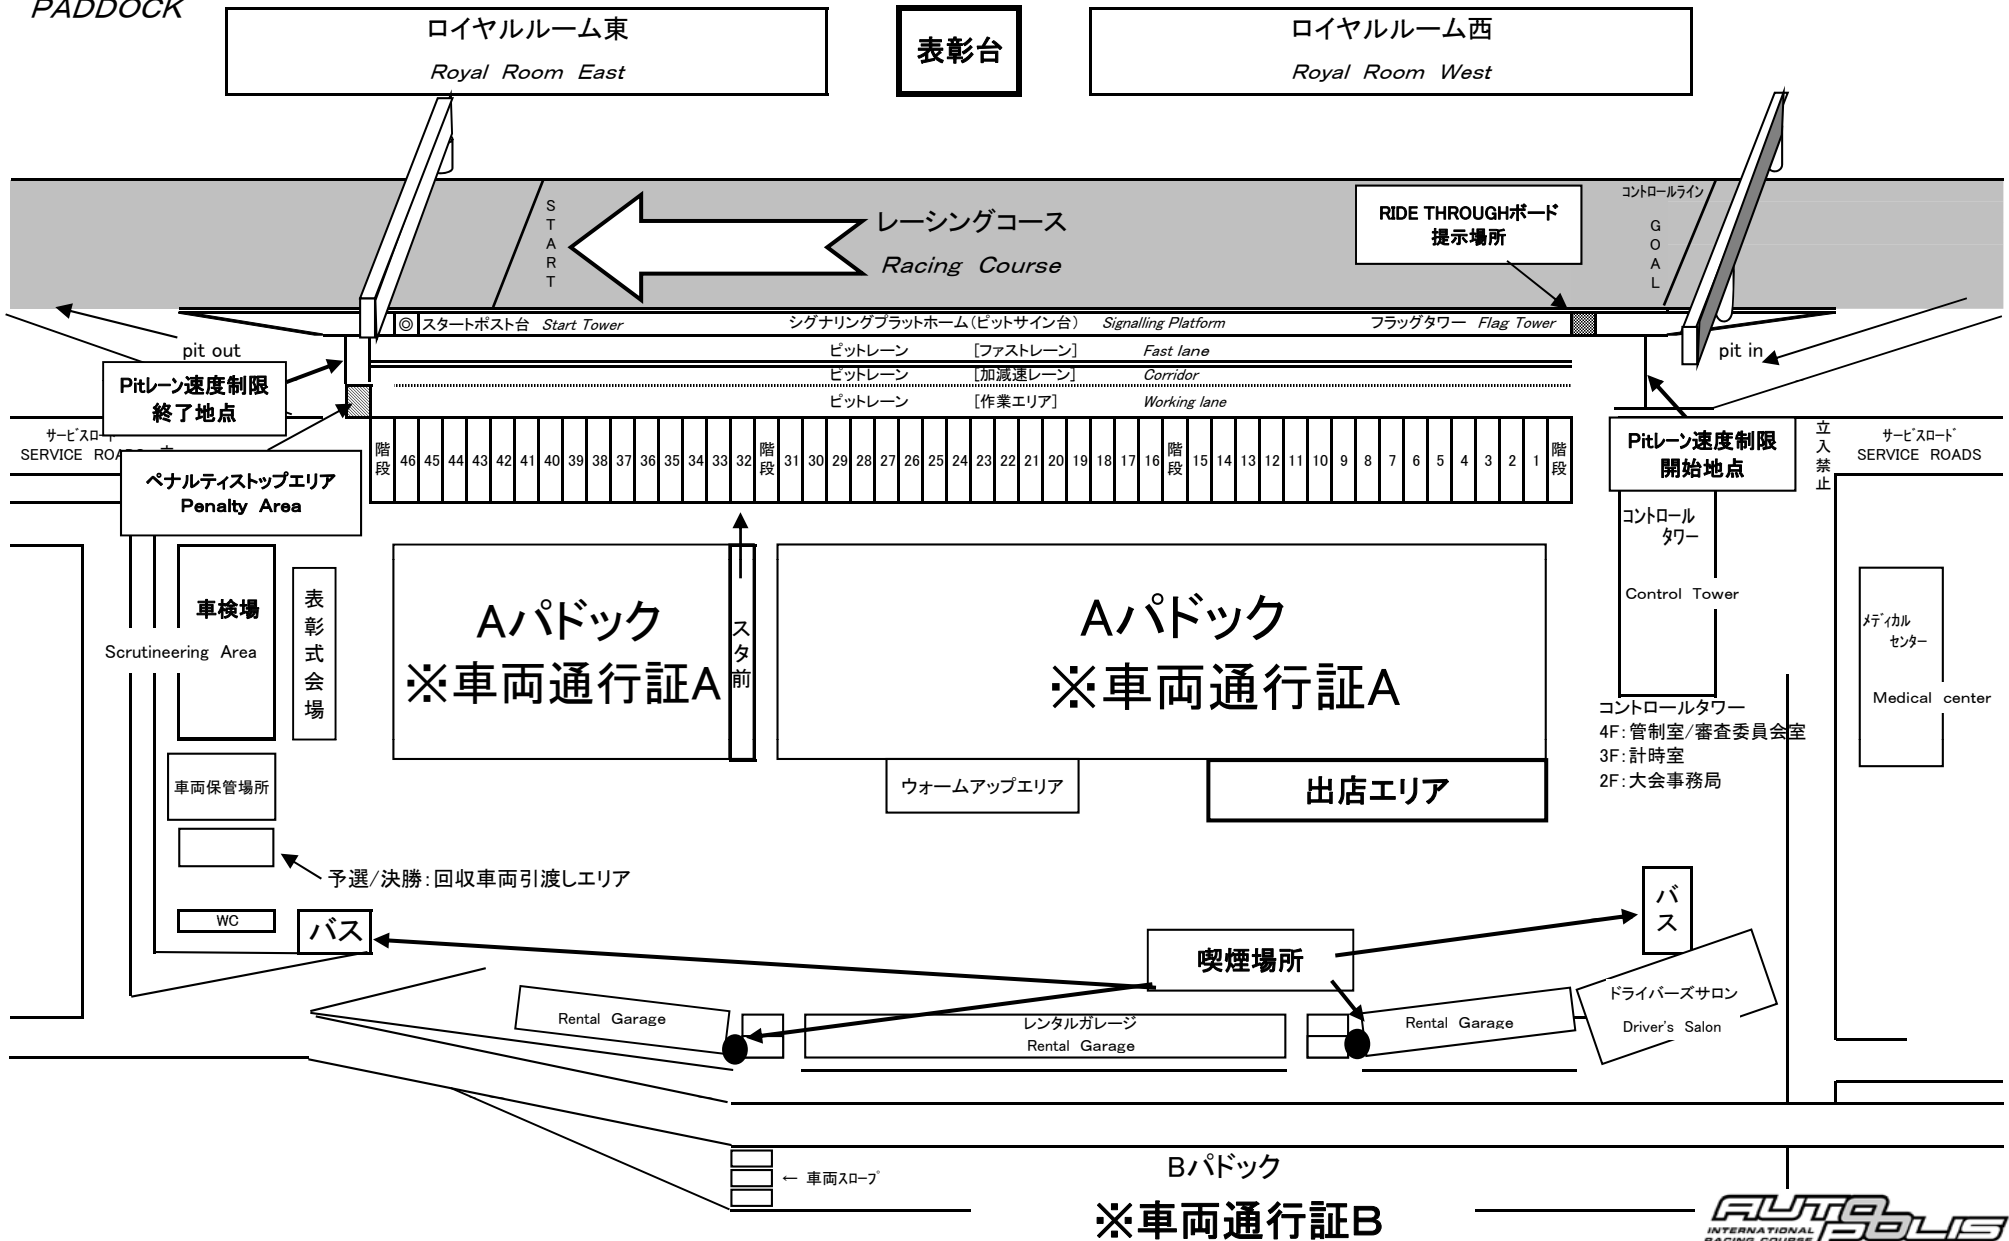 PADDOCK
ロイヤルルーム東
Royal Room East
表彰台
ロイヤルルーム西
Royal Room West
START
レーシングコース
Racing Course
RIDE THROUGHボード
提示場所
コントロールライン
GOAL
◎ スタートポスト台 Start Tower
シグナリングプラットホーム(ピットサイン台) Signalling Platform
フラッグタワー Flag Tower
pit out
pit in
ピットレーン [ファストレーン] Fast lane
ピットレーン [加減速レーン] Corridor
ピットレーン [作業エリア] Working lane
Pitレーン速度制限
終了地点
サービスロード
SERVICE ROADS
ペナルティストップエリア
Penalty Area
階段 46 45 44 43 42 41 40 39 38 37 36 35 34 33 32 階段 31 30 29 28 27 26 25 24 23 22 21 20 19 18 17 16 階段 15 14 13 12 11 10 9 8 7 6 5 4 3 2 1 階段
Pitレーン速度制限
開始地点
立入禁止
サービスロード
SERVICE ROADS
車検場
Scrutineering Area
表彰式会場
Aパドック
※車両通行証A
スタ前
Aパドック
※車両通行証A
コントロール
タワー
Control Tower
メディカル
センター
Medical center
コントロールタワー
4F:管制室/審査委員会室
3F:計時室
2F:大会事務局
車両保管場所
ウォームアップエリア
出店エリア
予選/決勝:回収車両引渡しエリア
WC
バス
喫煙場所
バス
Rental Garage
レンタルガレージ
Rental Garage
Rental Garage
ドライバーズサロン
Driver's Salon
← 車両スロープ
Bパドック
※車両通行証B
AUTOPOLIS
INTERNATIONAL
RACING COURSE